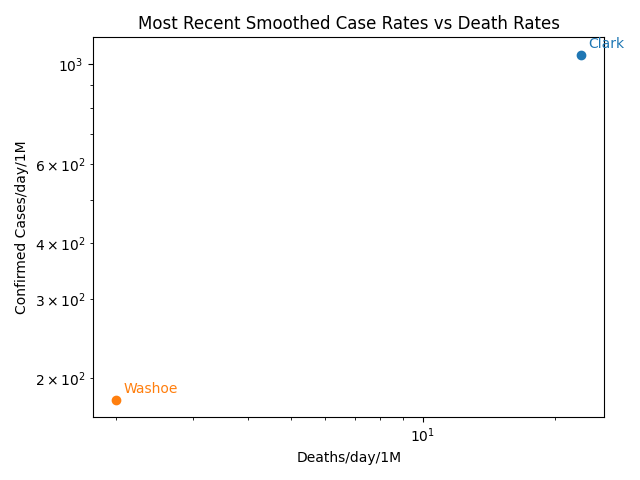 Most Recent Smoothed Case Rates vs Death Rates
Clark
10³
6 × 10²
4 × 10²
3 × 10²
2 × 10²
Confirmed Cases/day/1M
Washoe
10¹
Deaths/day/1M